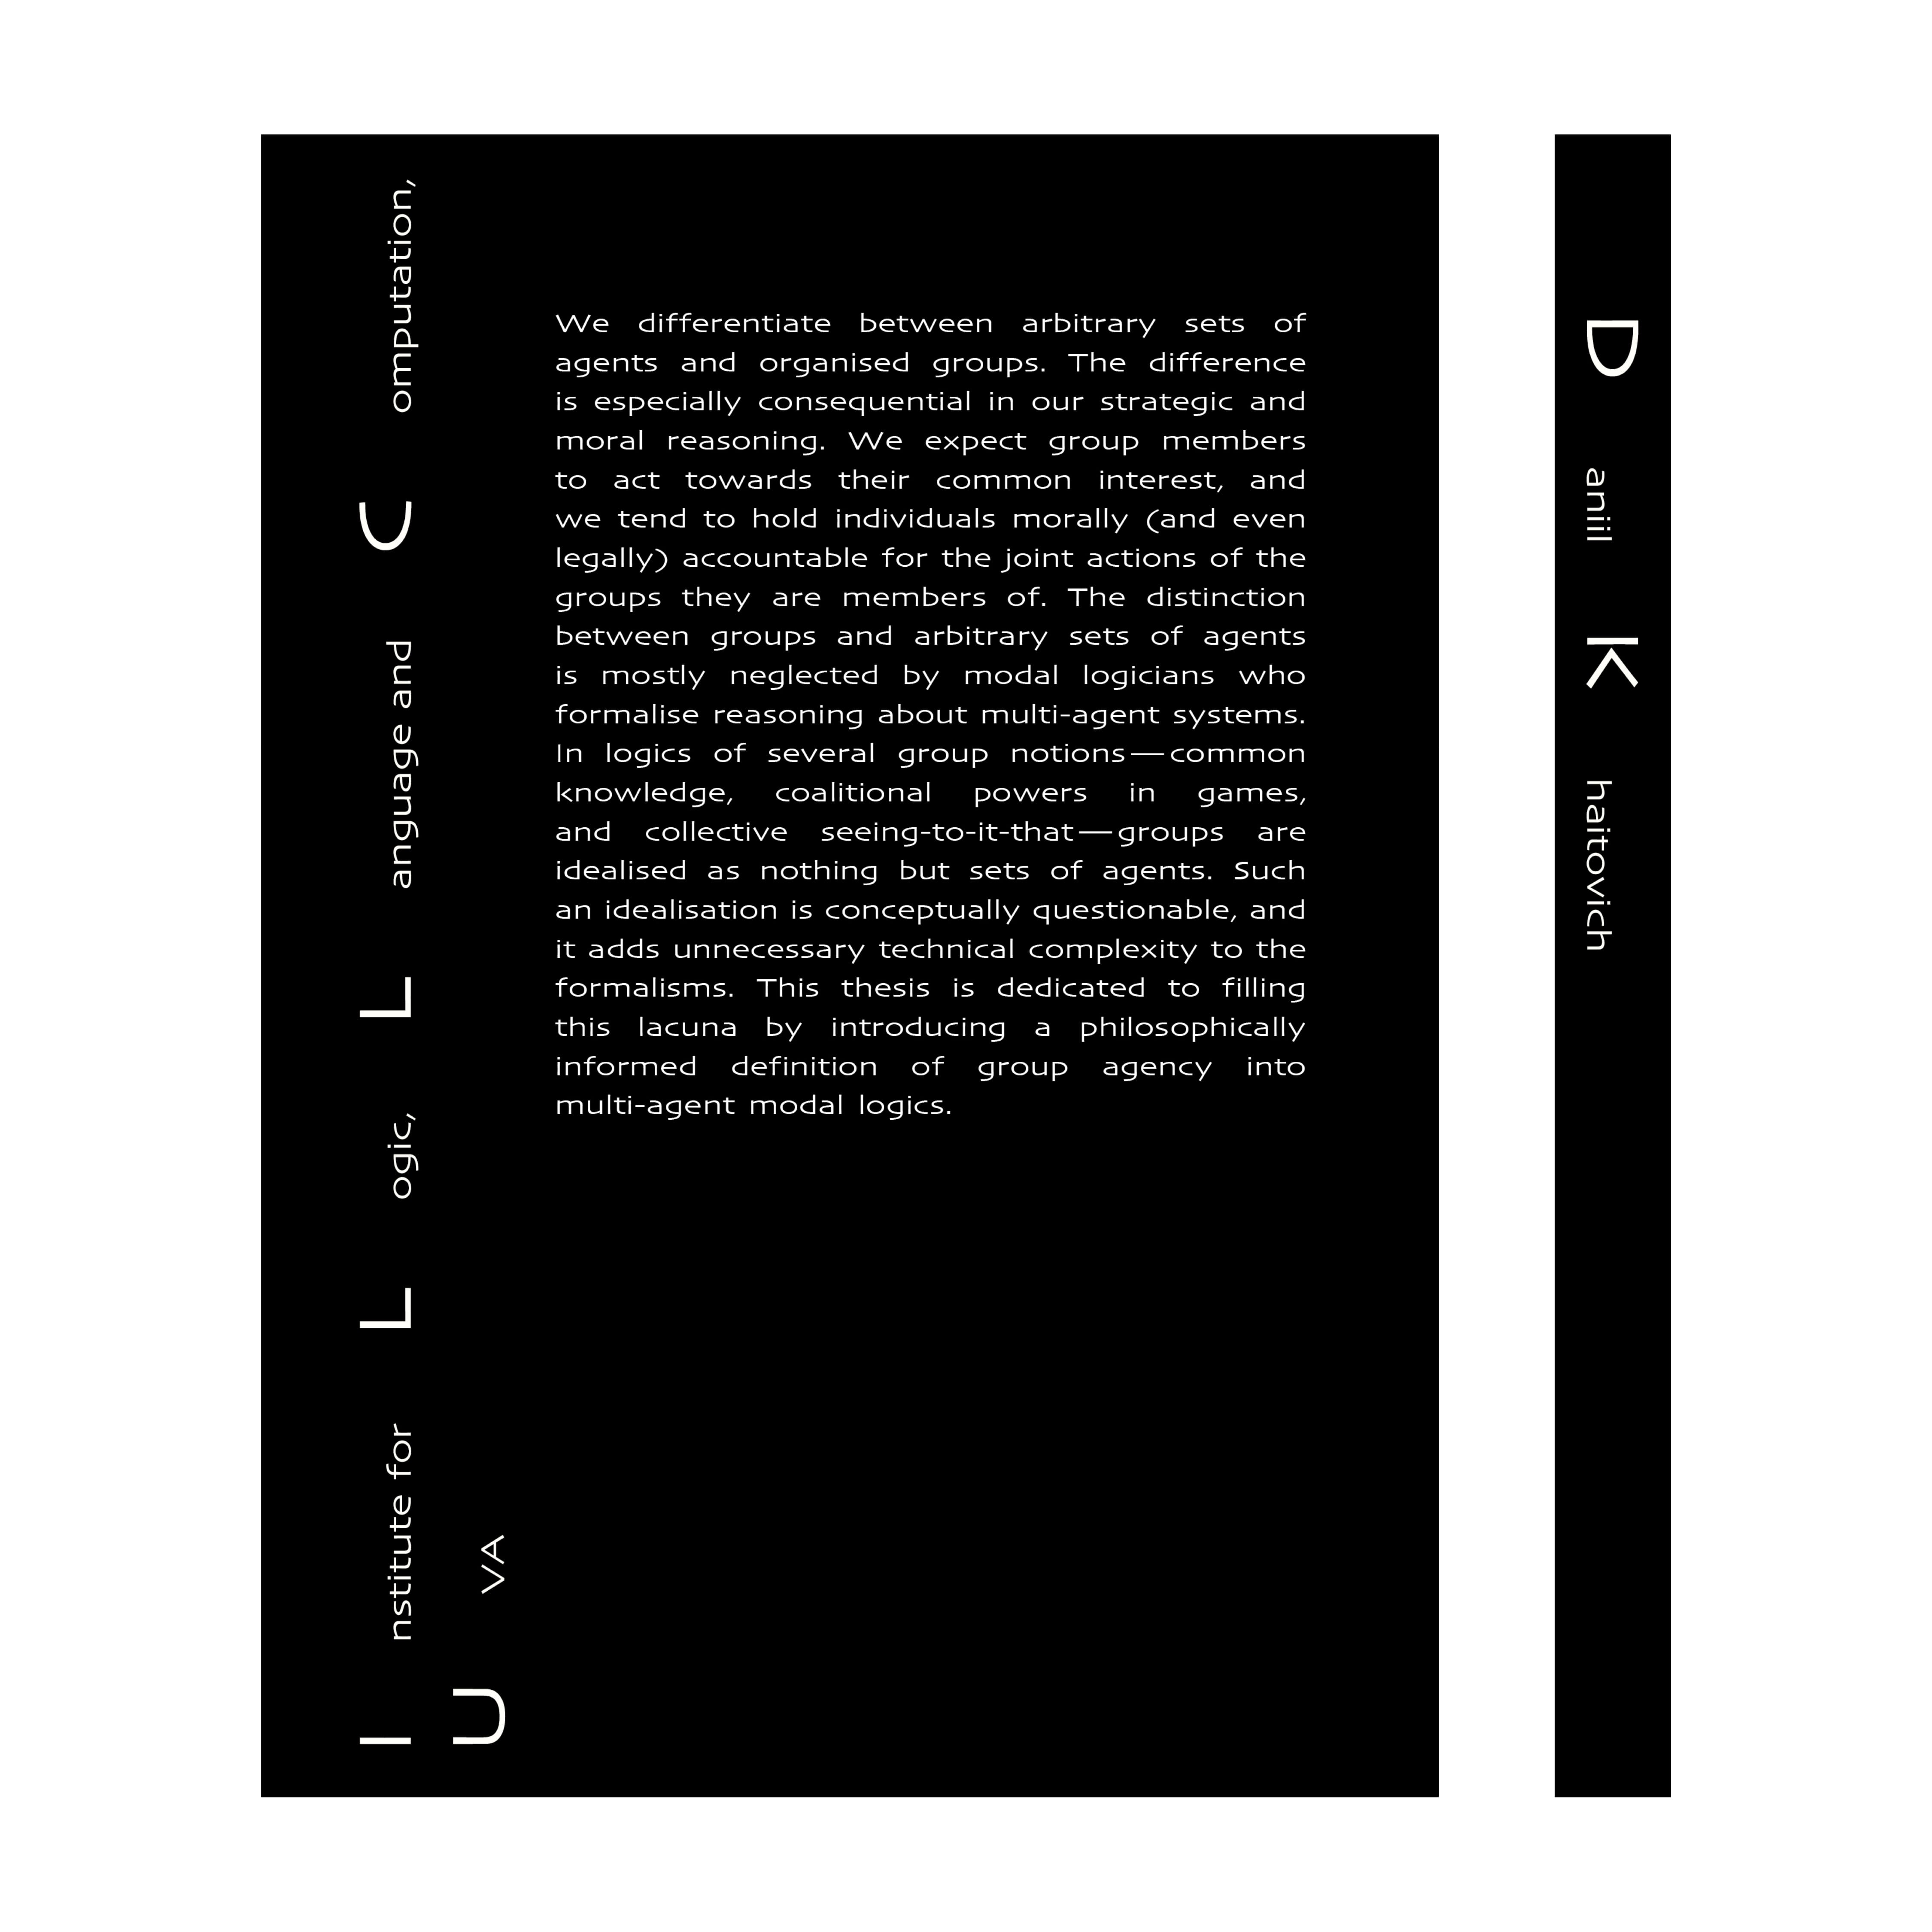 Institute for Logic, Language and Computation,
UVA
We differentiate between arbitrary sets of
agents and organised groups. The difference
is especially consequential in our strategic and
moral reasoning. We expect group members
to act towards their common interest, and
we tend to hold individuals morally (and even
legally) accountable for the joint actions of the
groups they are members of. The distinction
between groups and arbitrary sets of agents
is mostly neglected by modal logicians who
formalise reasoning about multi-agent systems.
In logics of several group notions—common
knowledge, coalitional powers in games,
and collective seeing-to-it-that—groups are
idealised as nothing but sets of agents. Such
an idealisation is conceptually questionable, and
it adds unnecessary technical complexity to the
formalisms. This thesis is dedicated to filling
this lacuna by introducing a philosophically
informed definition of group agency into
multi-agent modal logics.
Daniil Khaitovich